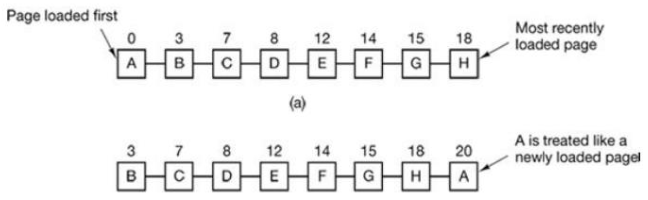 Page loaded first
0 3 7 8 12 14 15 18
Most recently
loaded page
A B C D E F G H
(a)
3 7 8 12 14 15 18 20
A is treated like a
newly loaded pagel
B C D E F G H A